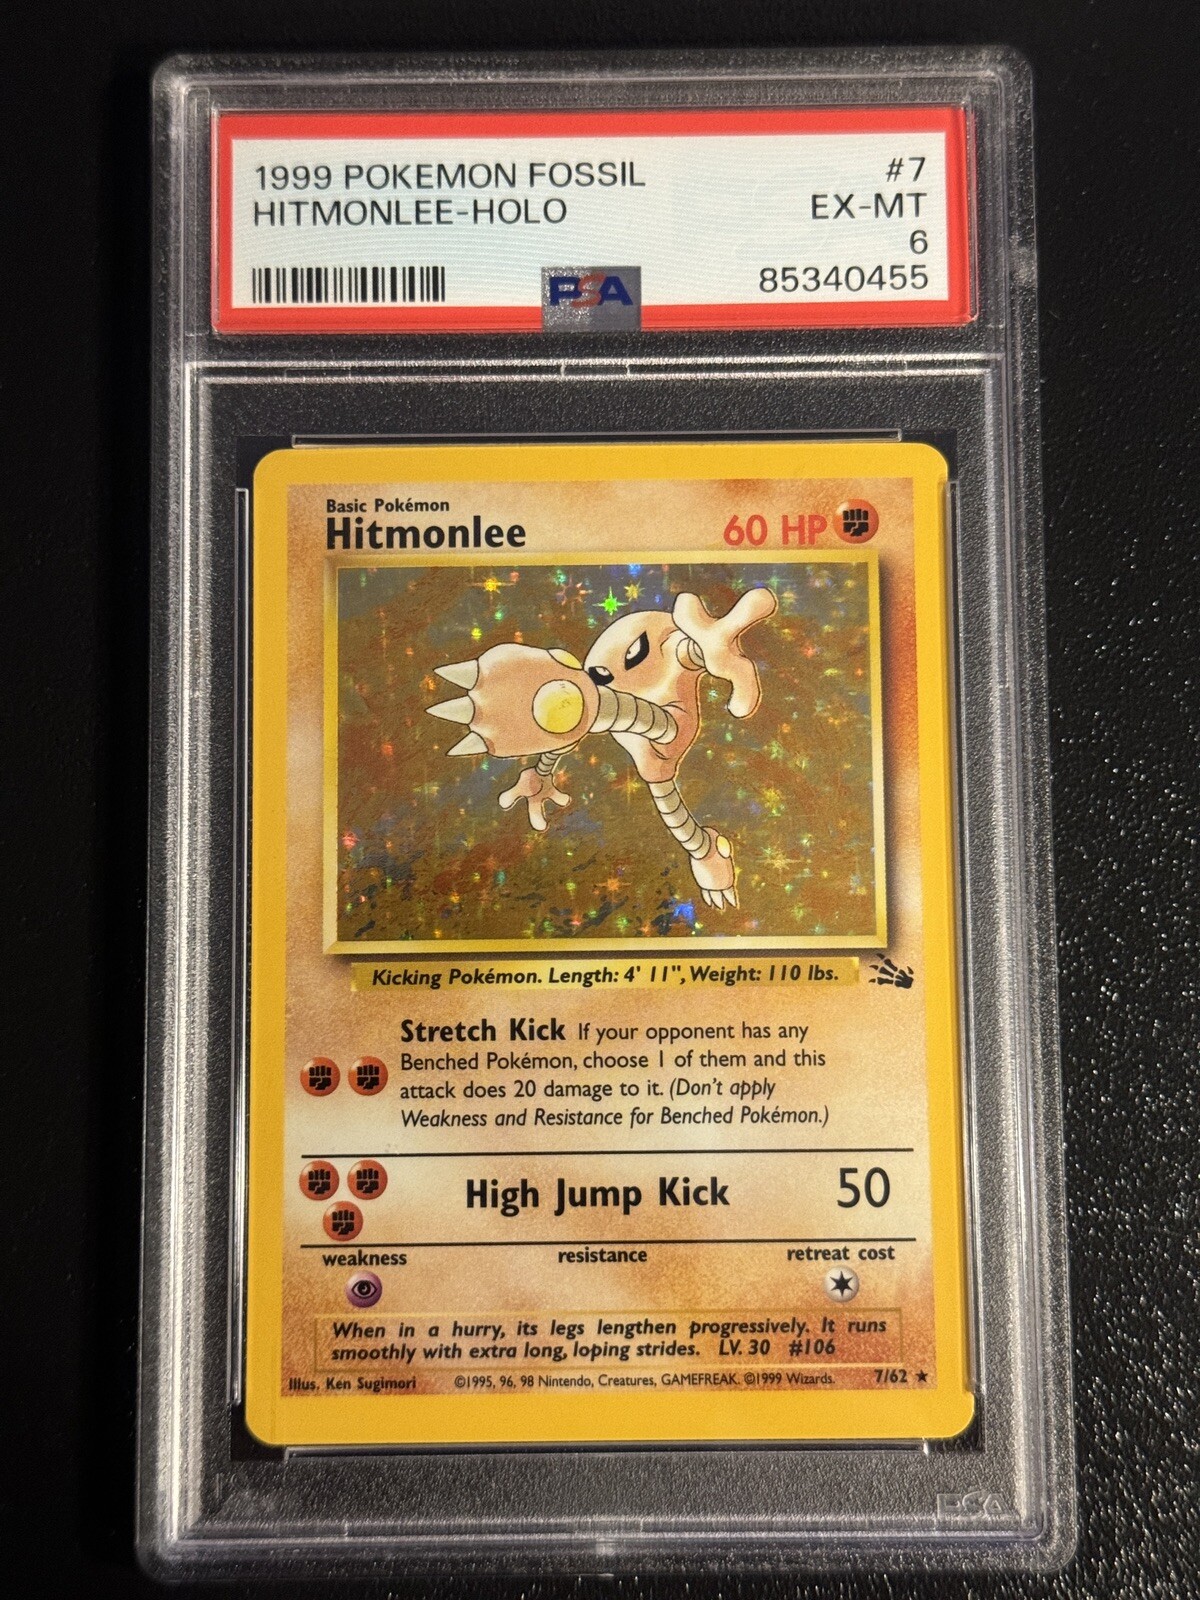 1999 POKEMON FOSSIL #7
HITMONLEE-HOLO EX-MT
6
PSA 85340455
Basic Pokémon
Hitmonlee 60 HP
Kicking Pokémon. Length: 4' 11", Weight: 110 lbs.
Stretch Kick If your opponent has any
Benched Pokémon, choose 1 of them and this
attack does 20 damage to it. (Don't apply
Weakness and Resistance for Benched Pokémon.)
High Jump Kick 50
weakness resistance retreat cost
When in a hurry, its legs lengthen progressively. It runs
smoothly with extra long, loping strides. LV. 30 #106
Illus. Ken Sugimori ©1995, 96, 98 Nintendo, Creatures, GAMEFREAK. ©1999 Wizards. 7/62 ★
PSA